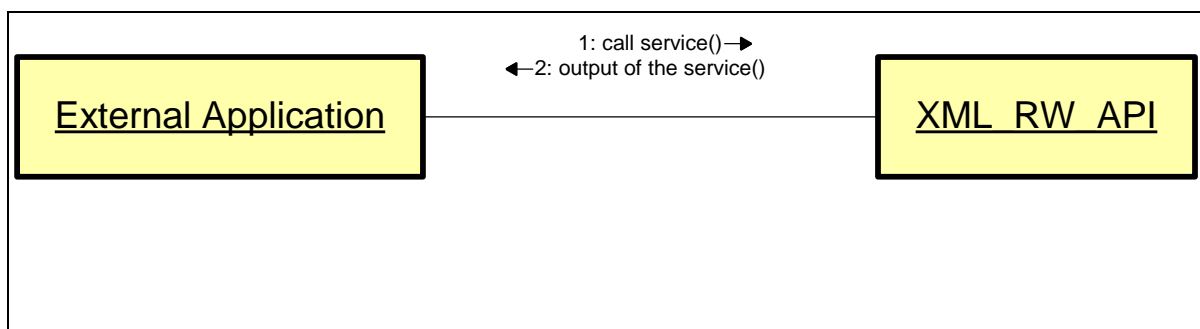 1: call service()
2: output of the service()
External Application
XML_RW_API